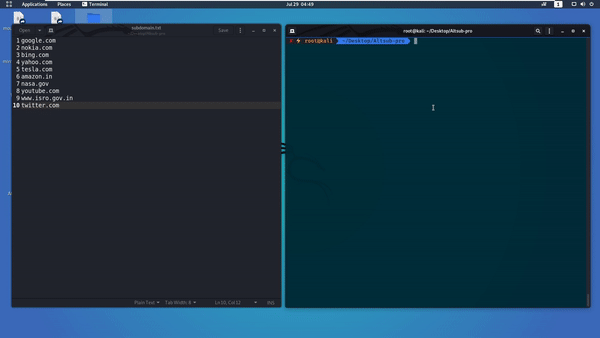 Applications Places Terminal Jul 29 04:49 1
Open subdomain.txt Save
1 google.com
2 nokia.com
3 bing.com
4 yahoo.com
5 tesla.com
6 amazon.in
7 nasa.gov
8 youtube.com
9 www.isro.gov.in
10 twitter.com
Plain Text Tab Width: 8 Ln 10, Col 12 INS
root@kali: ~/Desktop/Altsub-pro
root@kali ~/Desktop/Altsub-pro